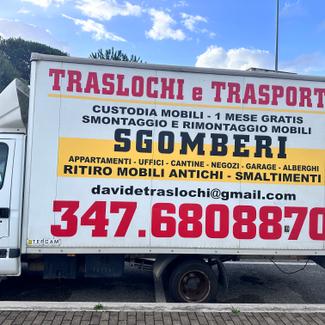 TRASLOCHI e TRASPORT
CUSTODIA MOBILI - 1 MESE GRATIS
SMONTAGGIO E RIMONTAGGIO MOBILI
SGOMBERI
APPARTAMENTI - UFFICI - CANTINE - NEGOZI - GARAGE - ALBERGHI
RITIRO MOBILI ANTICHI - SMALTIMENTI
davidetraslochi@gmail.com
347.6808870